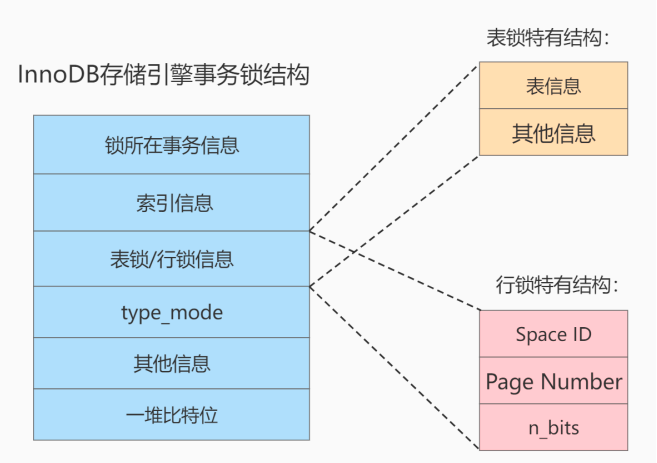 InnoDB存储引擎事务锁结构
锁所在事务信息
索引信息
表锁/行锁信息
type_mode
其他信息
一堆比特位
表锁特有结构：
表信息
其他信息
行锁特有结构：
Space ID
Page Number
n_bits